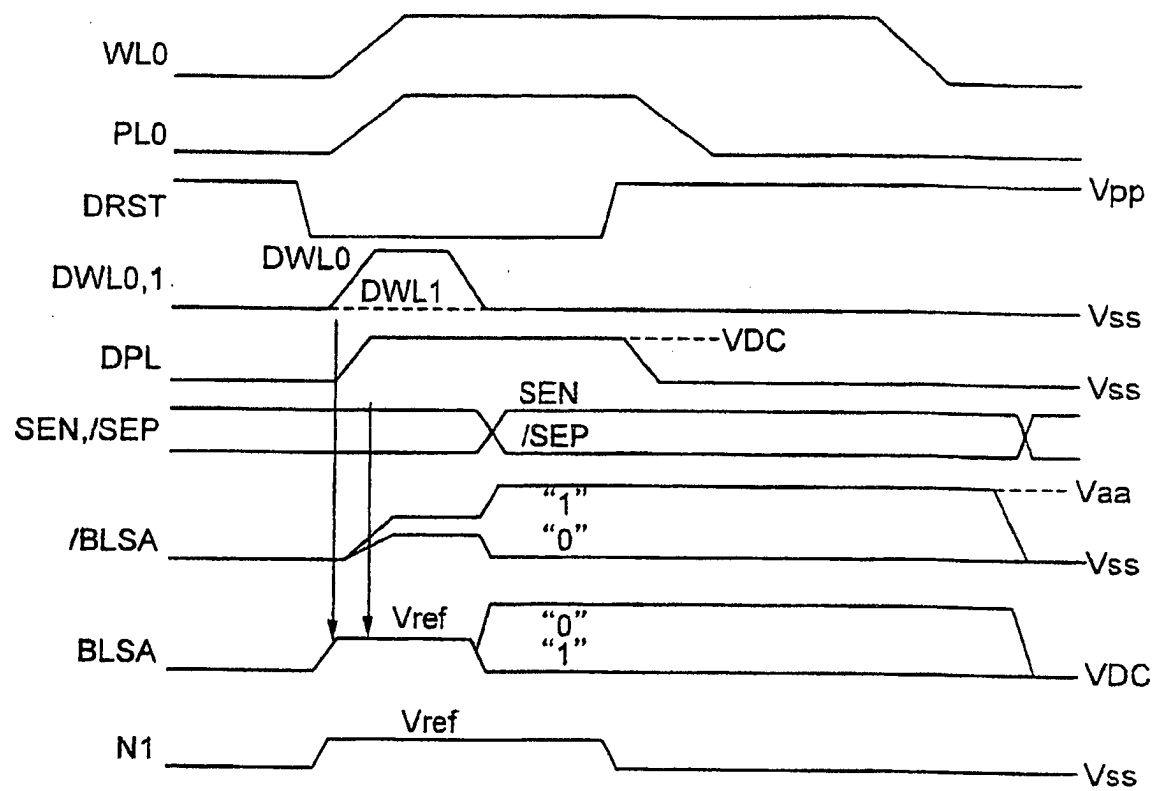 WL0
PL0
DRST
Vpp
DWL0,1
DWL0
DWL1
Vss
DPL
VDC
Vss
SEN,/SEP
SEN
/SEP
/BLSA
"1"
"0"
Vaa
Vss
BLSA
Vref
"0"
"1"
VDC
N1
Vref
Vss